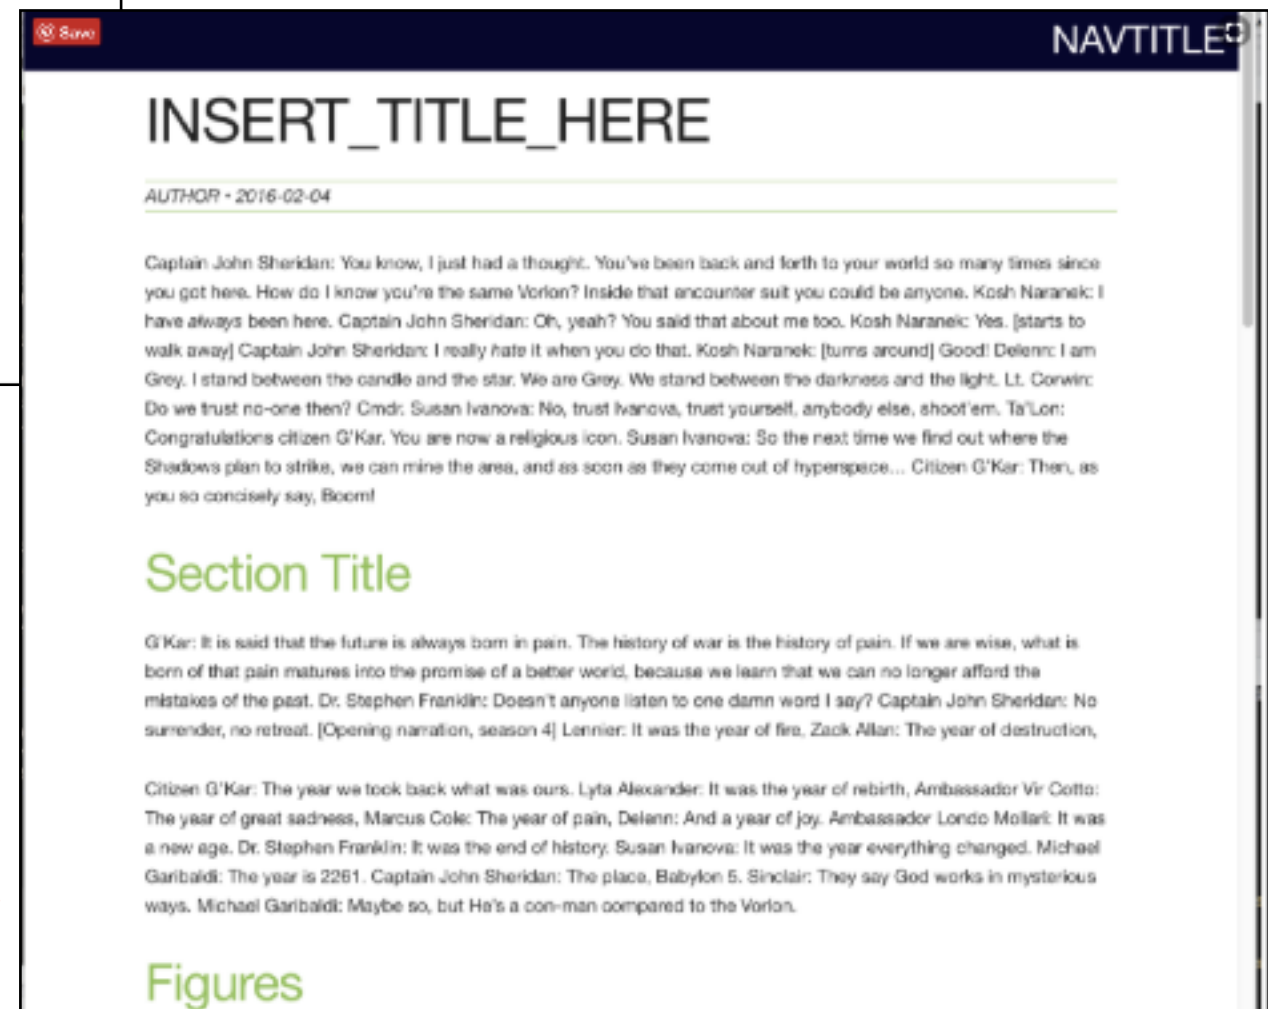 Save
NAVTITLE
INSERT_TITLE_HERE
AUTHOR • 2016-02-04
Captain John Sheridan: You know, I just had a thought. You've been back and forth to your world so many times since
you got here. How do I know you're the same Vorlon? Inside that encounter suit you could be anyone. Kosh Naranek: I
have always been here. Captain John Sheridan: Oh, yeah? You said that about me too. Kosh Naranek: Yes. [starts to
walk away] Captain John Sheridan: I really hate it when you do that. Kosh Naranek: [turns around] Good! Delenn: I am
Grey. I stand between the candle and the star. We are Grey. We stand between the darkness and the light. Lt. Corwin:
Do we trust no-one then? Cmdr. Susan Ivanova: No, trust Ivanova, trust yourself, anybody else, shoot'em. Ta'Lon:
Congratulations citizen G'Kar. You are now a religious icon. Susan Ivanova: So the next time we find out where the
Shadows plan to strike, we can mine the area, and as soon as they come out of hyperspace... Citizen G'Kar: Then, as
you so concisely say, Boom!
Section Title
G'Kar: It is said that the future is always born in pain. The history of war is the history of pain. If we are wise, what is
born of that pain matures into the promise of a better world, because we learn that we can no longer afford the
mistakes of the past. Dr. Stephen Franklin: Doesn't anyone listen to one damn word I say? Captain John Sheridan: No
surrender, no retreat. [Opening narration, season 4] Lennier: It was the year of fire, Zack Allan: The year of destruction,
Citizen G'Kar: The year we took back what was ours. Lyta Alexander: It was the year of rebirth, Ambassador Vir Cotto:
The year of great sadness, Marcus Cole: The year of pain, Delenn: And a year of joy. Ambassador Londo Mollari: It was
a new age. Dr. Stephen Franklin: It was the end of history. Susan Ivanova: It was the year everything changed. Michael
Garibaldi: The year is 2261. Captain John Sheridan: The place, Babylon 5. Sinclair: They say God works in mysterious
ways. Michael Garibaldi: Maybe so, but He's a con-man compared to the Vorlon.
Figures